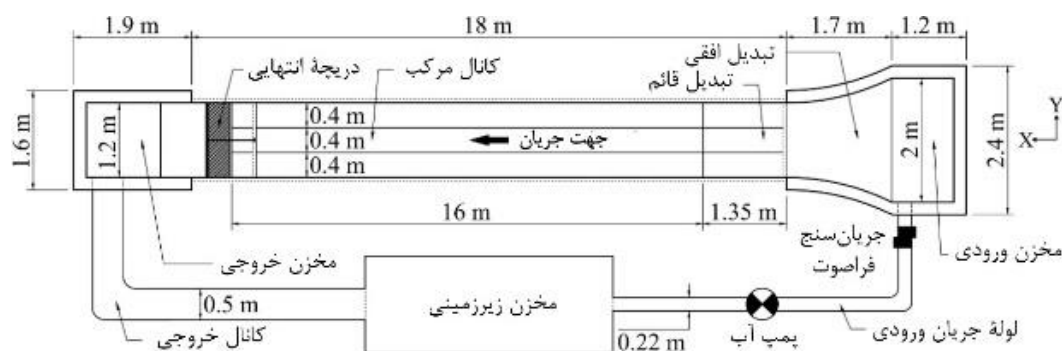 1.9 m
18 m
1.7 m
1.2 m
دریچهٔ انتهایی
کانال مرکب
تبدیل افقی
تبدیل قائم
0.4 m
0.4 m
0.4 m
جهت جریان
1.6 m
1.2 m
2 m
2.4 m
Y
X
16 m
1.35 m
مخزن خروجی
جریان‌سنج
فراصوت
مخزن ورودی
0.5 m
مخزن زیرزمینی
0.22 m
کانال خروجی
پمپ آب
لولهٔ جریان ورودی